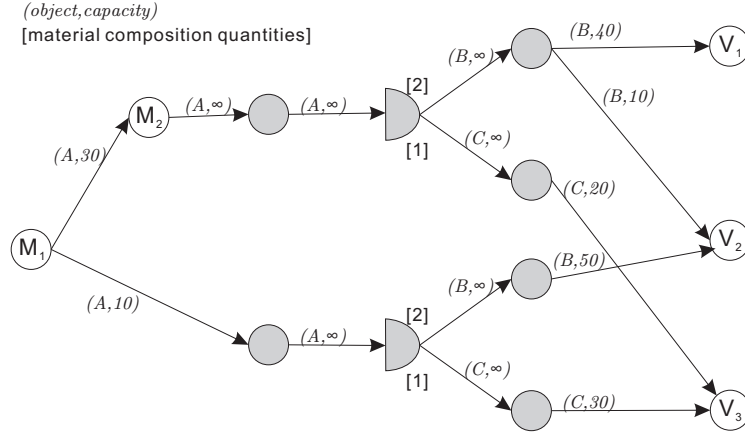 (object,capacity)
[material composition quantities]
(B,40)
V1
(B,∞)
[2]
(A,∞)
(A,∞)
M2
(B,10)
[1]
(C,∞)
(A,30)
(C,20)
V2
M1
(B,50)
(B,∞)
(A,10)
[2]
(A,∞)
(C,∞)
[1]
(C,30)
V3